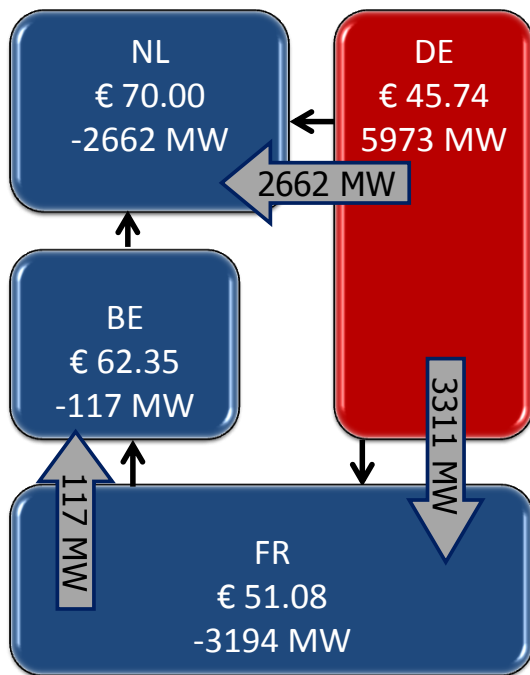 NL
€ 70.00
-2662 MW
DE
€ 45.74
5973 MW
2662 MW
BE
€ 62.35
-117 MW
3311 MW
117 MW
FR
€ 51.08
-3194 MW